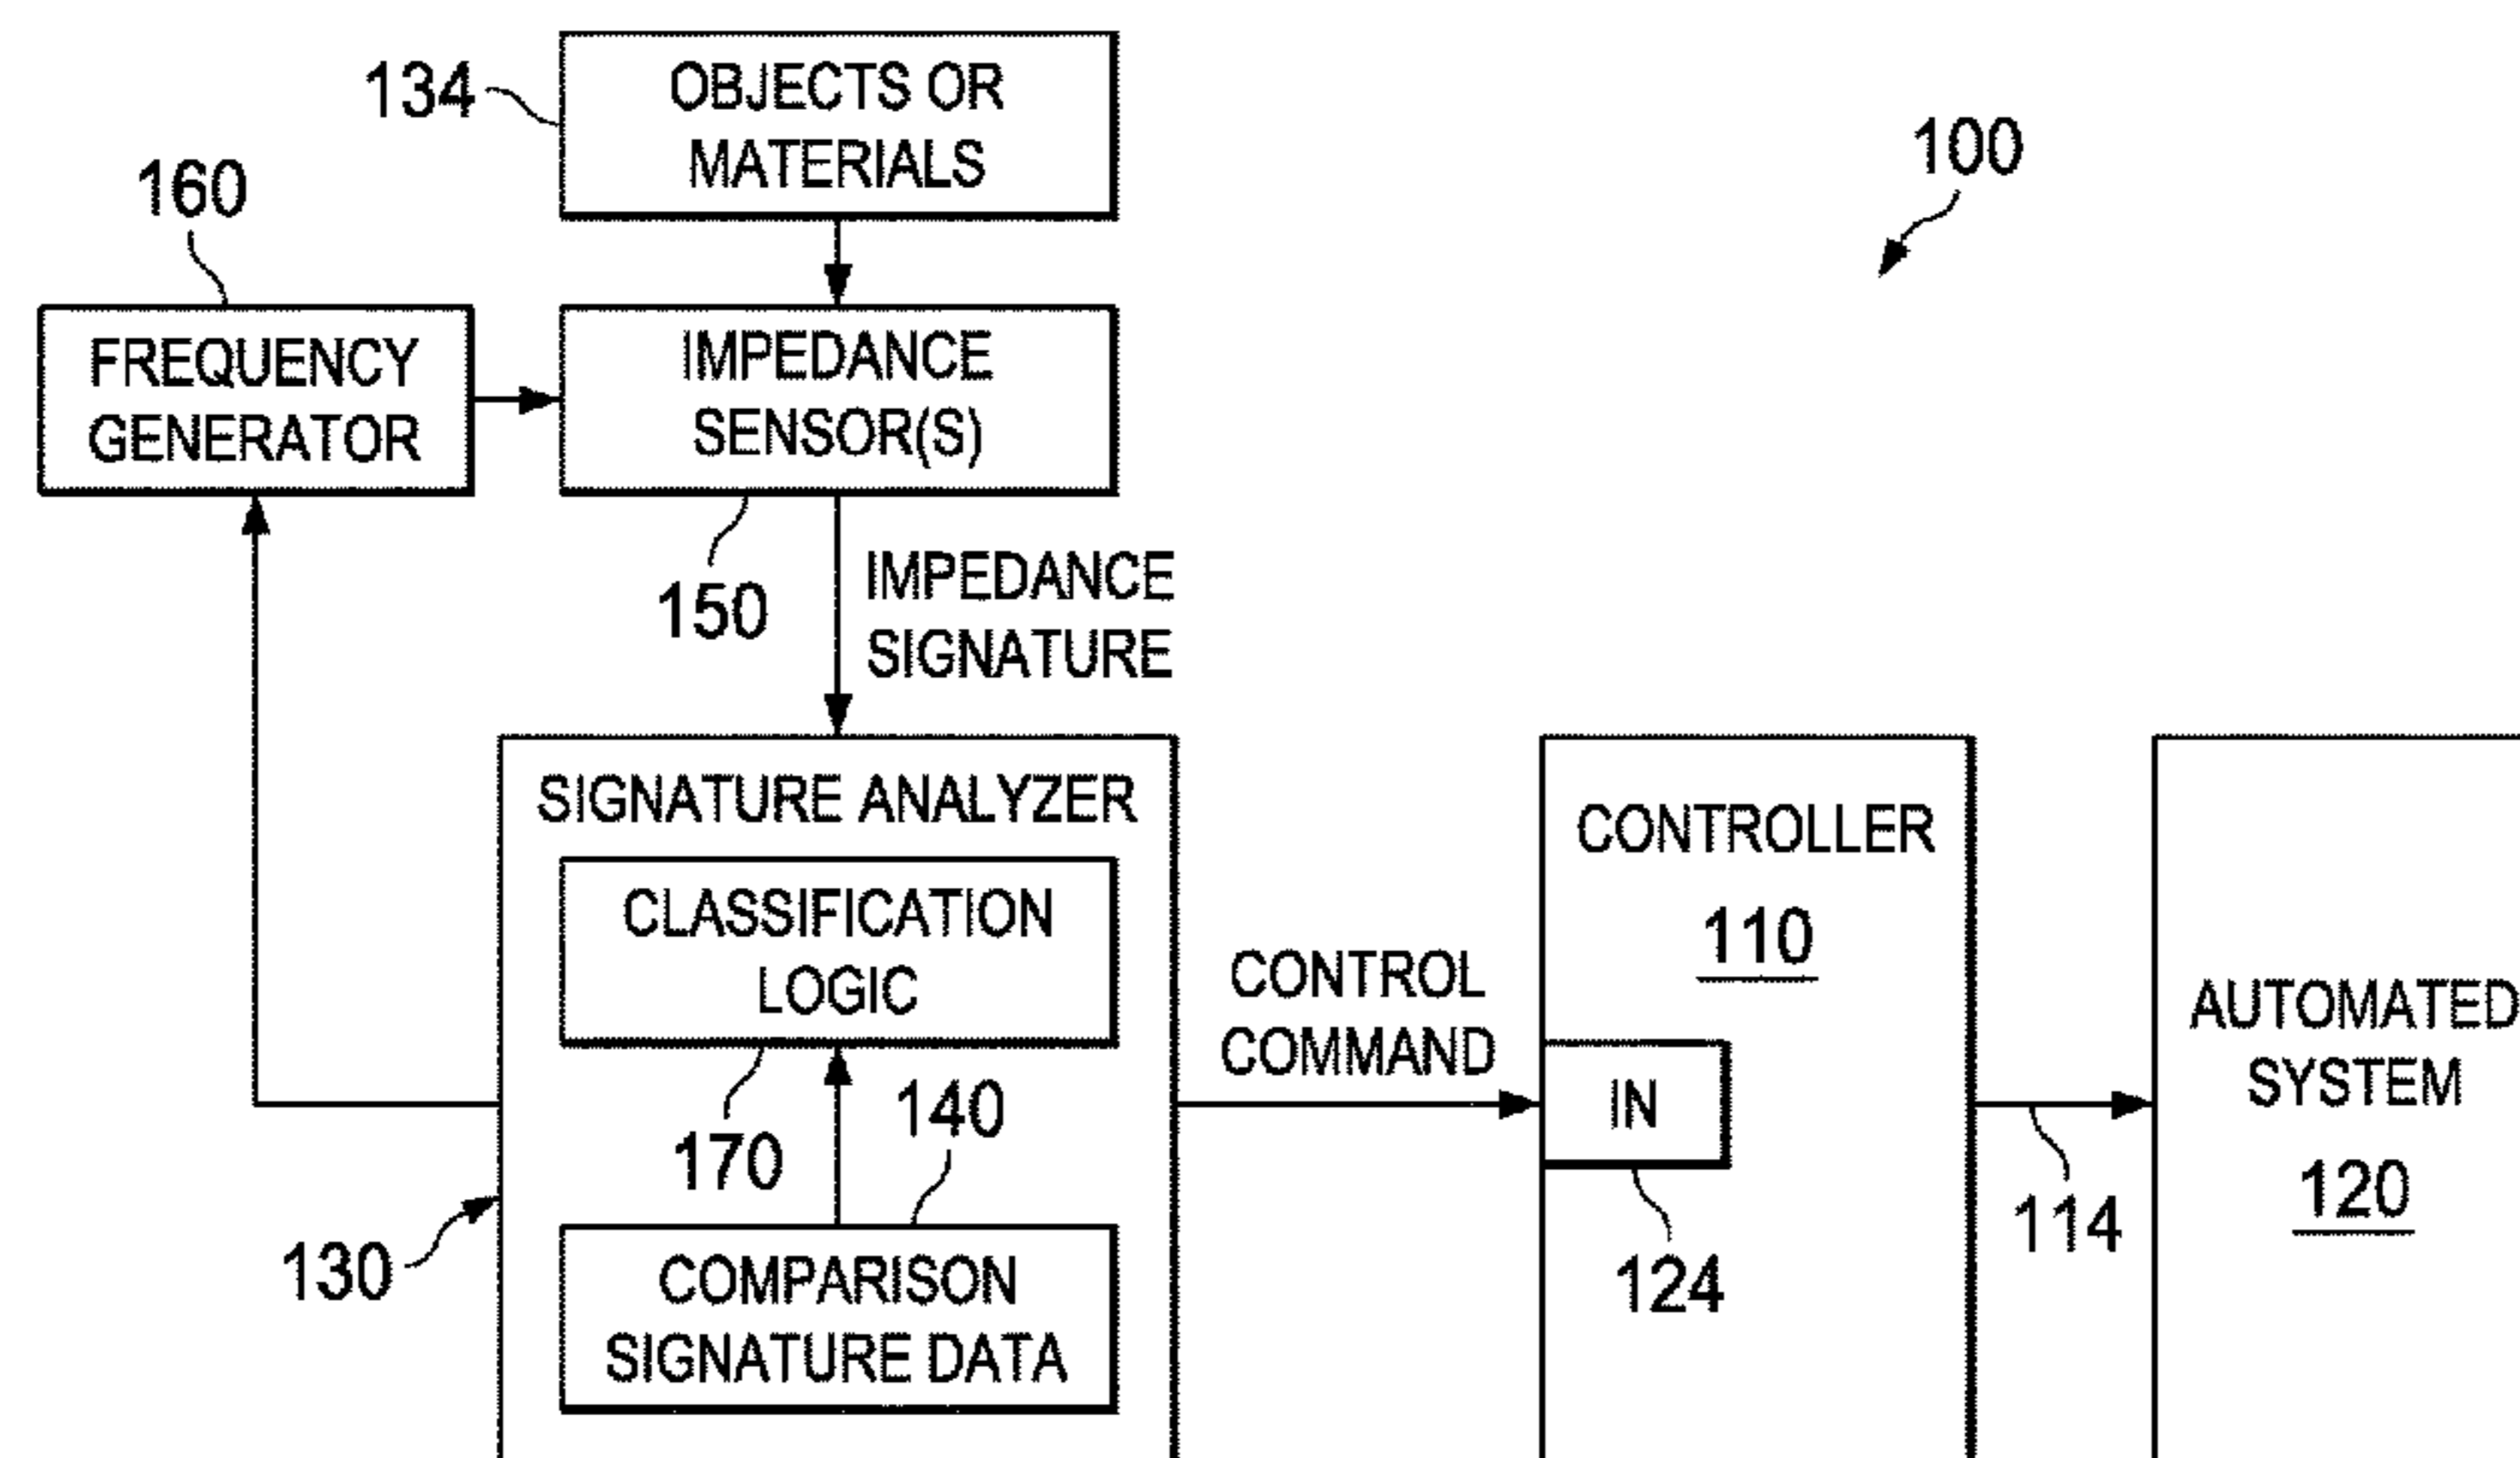 134
OBJECTS OR
MATERIALS
100
160
FREQUENCY
GENERATOR
IMPEDANCE
SENSOR(S)
150
IMPEDANCE
SIGNATURE
SIGNATURE ANALYZER
CLASSIFICATION
LOGIC
170
140
COMPARISON
SIGNATURE DATA
130
CONTROL
COMMAND
CONTROLLER
110
IN
124
114
AUTOMATED
SYSTEM
120